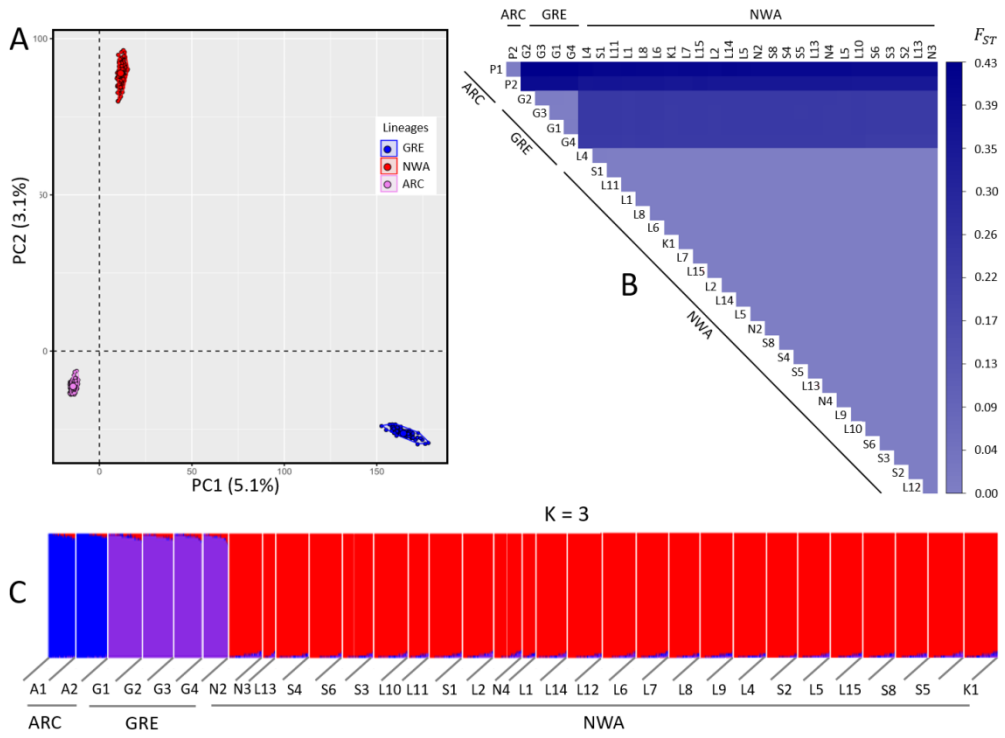 A
100
50
0
PC2 (3.1%)
Lineages
GRE
NWA
ARC
0
50
100
150
PC1 (5.1%)
ARC GRE NWA
P2 G2 G3 G1 G4 L4 S1 L11 L1 L8 L6 K1 L7 L15 L2 L14 L5 N2 S8 S4 S5 L13 N4 L5 L10 S6 S3 S2 L13 N3
P1
P2
G2
G3
G1
G4
L4
S1
L11
L1
L8
L6
K1
L7
L15
L2
L14
L5
N2
S8
S4
S5
L13
N4
L9
L10
S6
S3
S2
L12
ARC
GRE
NWA
B
FST
0.43
0.39
0.35
0.30
0.26
0.22
0.17
0.13
0.09
0.04
0.00
K = 3
C
A1 A2 G1 G2 G3 G4 N2 N3 L13 S4 S6 S3 L10 L11 S1 L2 N4 L1 L14 L12 L6 L7 L8 L9 L4 S2 L5 L15 S8 S5 K1
ARC GRE NWA